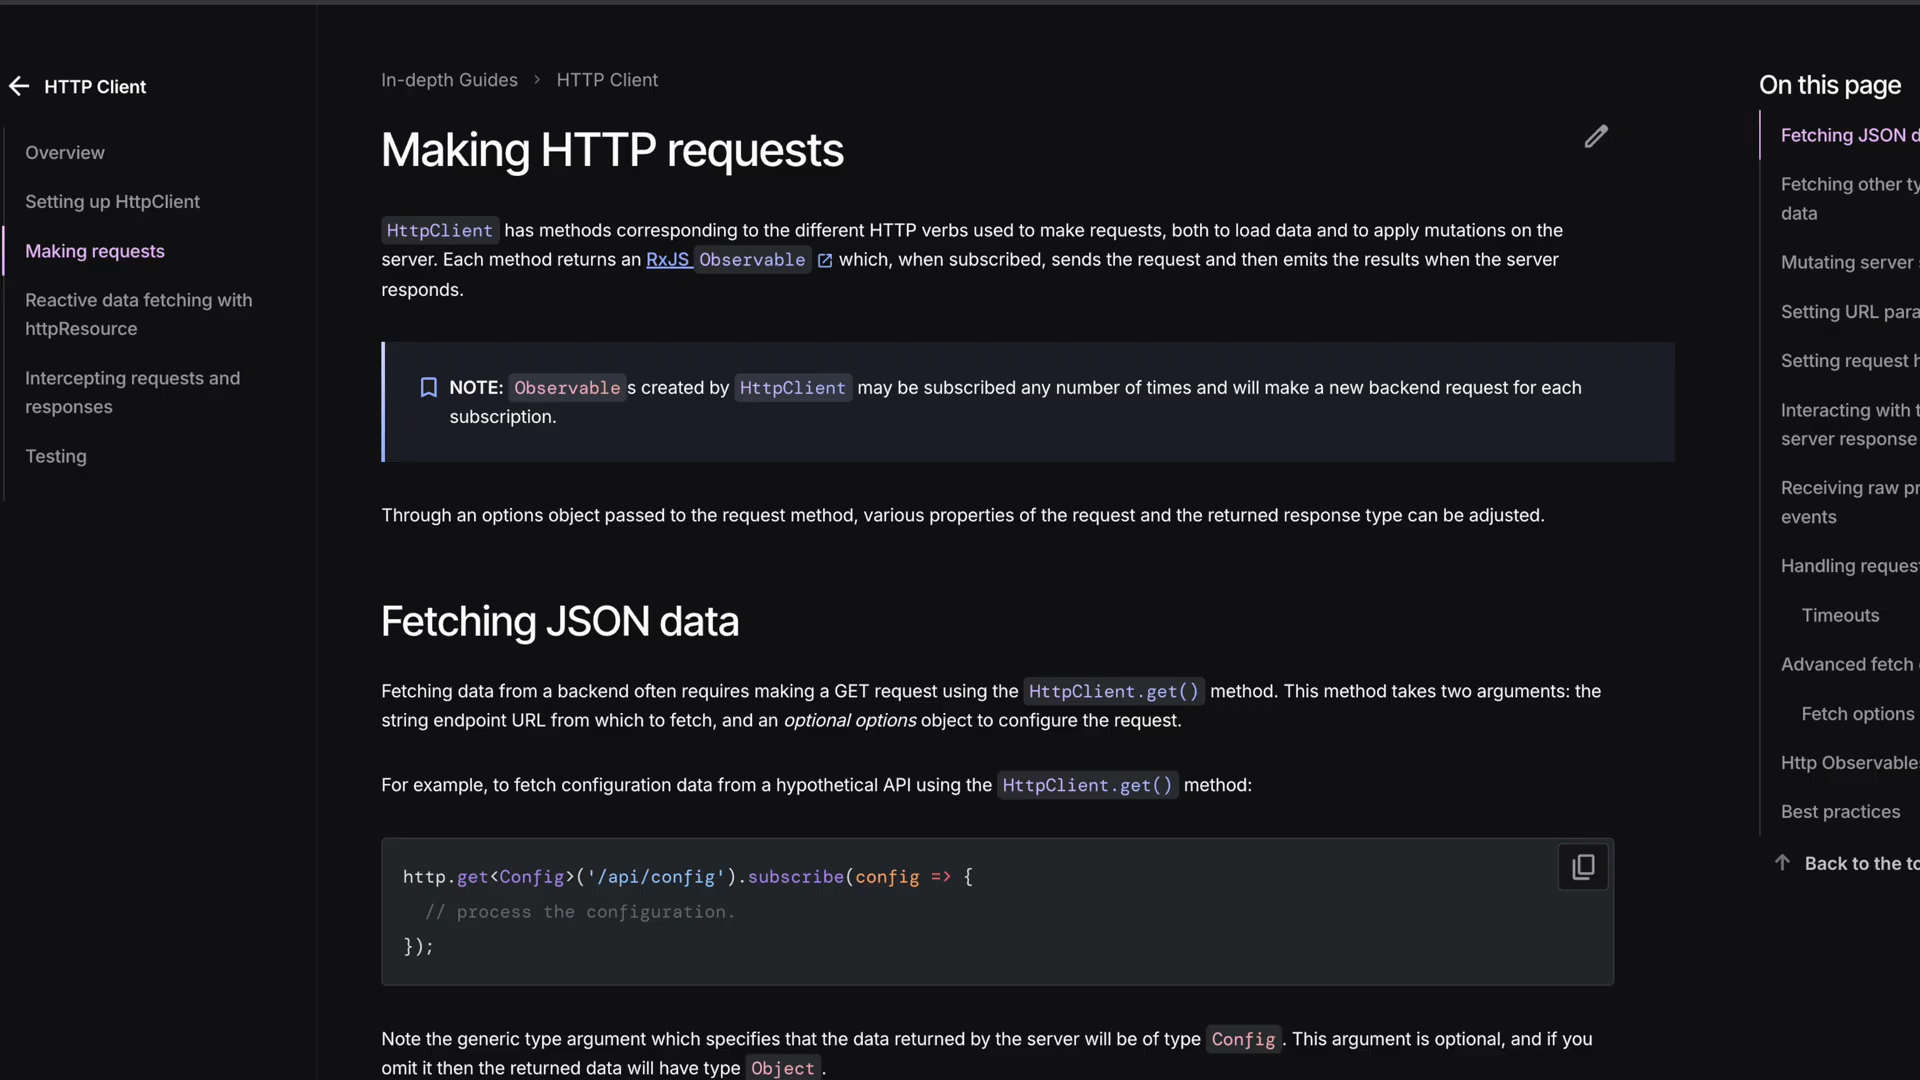 HTTP Client
Overview
Setting up HttpClient
Making requests
Reactive data fetching with
httpResource
Intercepting requests and
responses
Testing
In-depth Guides > HTTP Client
Making HTTP requests
HttpClient has methods corresponding to the different HTTP verbs used to make requests, both to load data and to apply mutations on the
server. Each method returns an RxJS Observable which, when subscribed, sends the request and then emits the results when the server
responds.
NOTE: Observables created by HttpClient may be subscribed any number of times and will make a new backend request for each
subscription.
Through an options object passed to the request method, various properties of the request and the returned response type can be adjusted.
Fetching JSON data
Fetching data from a backend often requires making a GET request using the HttpClient.get() method. This method takes two arguments: the
string endpoint URL from which to fetch, and an optional options object to configure the request.
For example, to fetch configuration data from a hypothetical API using the HttpClient.get() method:
http.get<Config>('/api/config').subscribe(config => {
// process the configuration.
});
Note the generic type argument which specifies that the data returned by the server will be of type Config. This argument is optional, and if you
omit it then the returned data will have type Object.
On this page
Fetching JSON
Fetching other
data
Mutating server
Setting URL
Setting request
Interacting with
server response
Receiving raw
events
Handling
Timeouts
Advanced fetch
Fetch options
Http
Best practices
Back to the